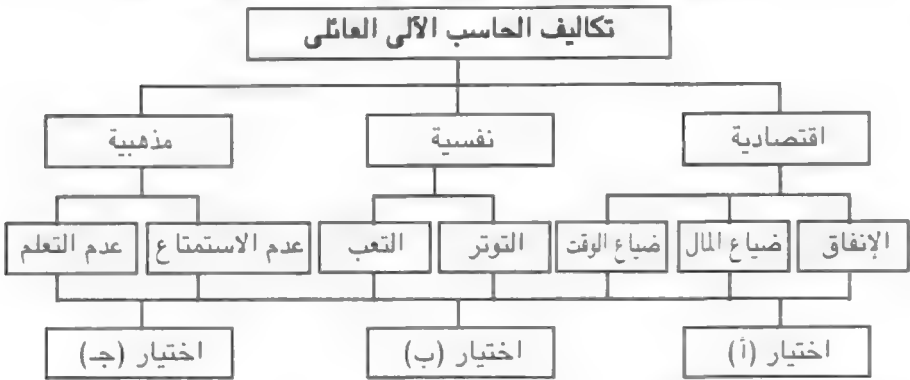 تكاليف الحاسب الآلى العائلى
اقتصادية
نفسية
مذهبية
الإنفاق
ضياع المال
ضياع الوقت
التوتر
التعب
عدم الاستمتاع
عدم التعلم
اختيار (أ)
اختيار (ب)
اختيار (جـ)